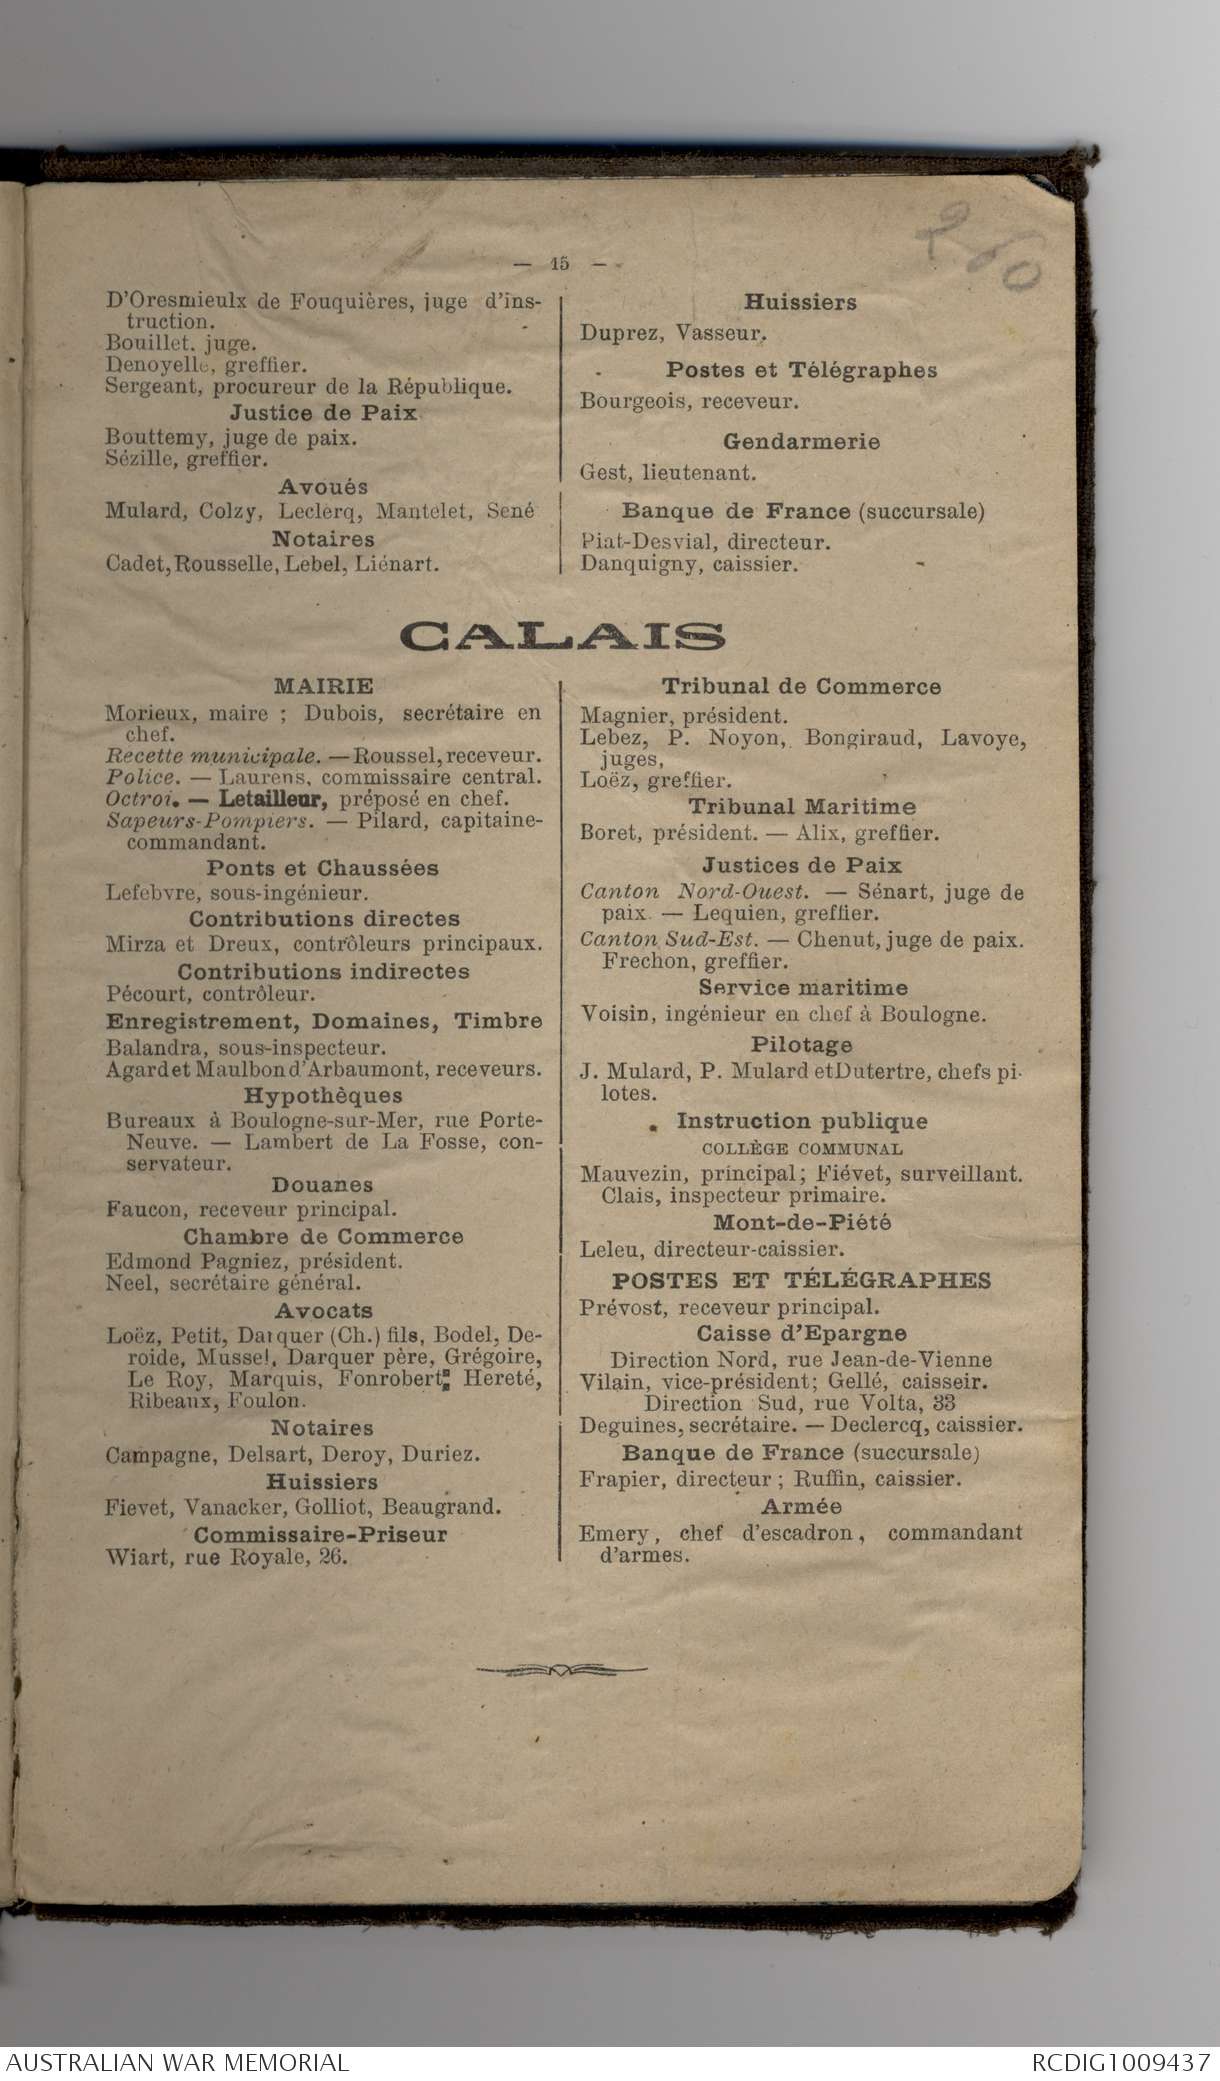 260
— 15 —
D'Oresmieulx de Fouquières, juge d'ins-
truction.
Bouillet. juge.
Denoyelle, greffier.
Sergeant, procureur de la République.
Justice de Paix
Bouttemy, juge de paix.
Sézille, greffier.
Avoués
Mulard, Colzy, Leclerq, Mantelet, Sené
Notaires
Cadet, Rousselle, Lebel, Liénart.
Huissiers
Duprez, Vasseur.
Postes et Télégraphes
Bourgeois, receveur.
Gendarmerie
Gest, lieutenant.
Banque de France (succursale)
Piat-Desvial, directeur.
Danquigny, caissier.
CALAIS
MAIRIE
Morieux, maire ; Dubois, secrétaire en
chef.
Recette municipale. — Roussel, receveur.
Police. — Laurens, commissaire central.
Octroi. — Letailleur, préposé en chef.
Sapeurs-Pompiers. — Pilard, capitaine-
commandant.
Ponts et Chaussées
Lefebvre, sous-ingénieur.
Contributions directes
Mirza et Dreux, contrôleurs principaux.
Contributions indirectes
Pécourt, contrôleur.
Enregistrement, Domaines, Timbre
Balandra, sous-inspecteur.
Agard et Maulbon d'Arbaumont, receveurs.
Hypothèques
Bureaux à Boulogne-sur-Mer, rue Porte-
Neuve. — Lambert de La Fosse, con-
servateur.
Douanes
Faucon, receveur principal.
Chambre de Commerce
Edmond Pagniez, président.
Neel, secrétaire général.
Avocats
Loëz, Petit, Darquer (Ch.) fils, Bodel, De-
roide, Mussel, Darquer père, Grégoire,
Le Roy, Marquis, Fonrobert, Hereté,
Ribeaux, Foulon.
Notaires
Campagne, Delsart, Deroy, Duriez.
Huissiers
Fievet, Vanacker, Golliot, Beaugrand.
Commissaire-Priseur
Wiart, rue Royale, 26.
Tribunal de Commerce
Magnier, président.
Lebez, P. Noyon, Bongiraud, Lavoye,
juges,
Loëz, greffier.
Tribunal Maritime
Boret, président. — Alix, greffier.
Justices de Paix
Canton Nord-Ouest. — Sénart, juge de
paix. — Lequien, greffier.
Canton Sud-Est. — Chenut, juge de paix.
Frechon, greffier.
Service maritime
Voisin, ingénieur en chef à Boulogne.
Pilotage
J. Mulard, P. Mulard et Dutertre, chefs pi-
lotes.
Instruction publique
COLLÈGE COMMUNAL
Mauvezin, principal; Fiévet, surveillant.
Clais, inspecteur primaire.
Mont-de-Piété
Leleu, directeur-caissier.
POSTES ET TÉLÉGRAPHES
Prévost, receveur principal.
Caisse d'Epargne
Direction Nord, rue Jean-de-Vienne
Vilain, vice-président; Gellé, caisseir.
Direction Sud, rue Volta, 33
Deguines, secrétaire. — Declercq, caissier.
Banque de France (succursale)
Frapier, directeur ; Ruffin, caissier.
Armée
Emery, chef d'escadron, commandant
d'armes.
AUSTRALIAN WAR MEMORIAL
RCDIG1009437